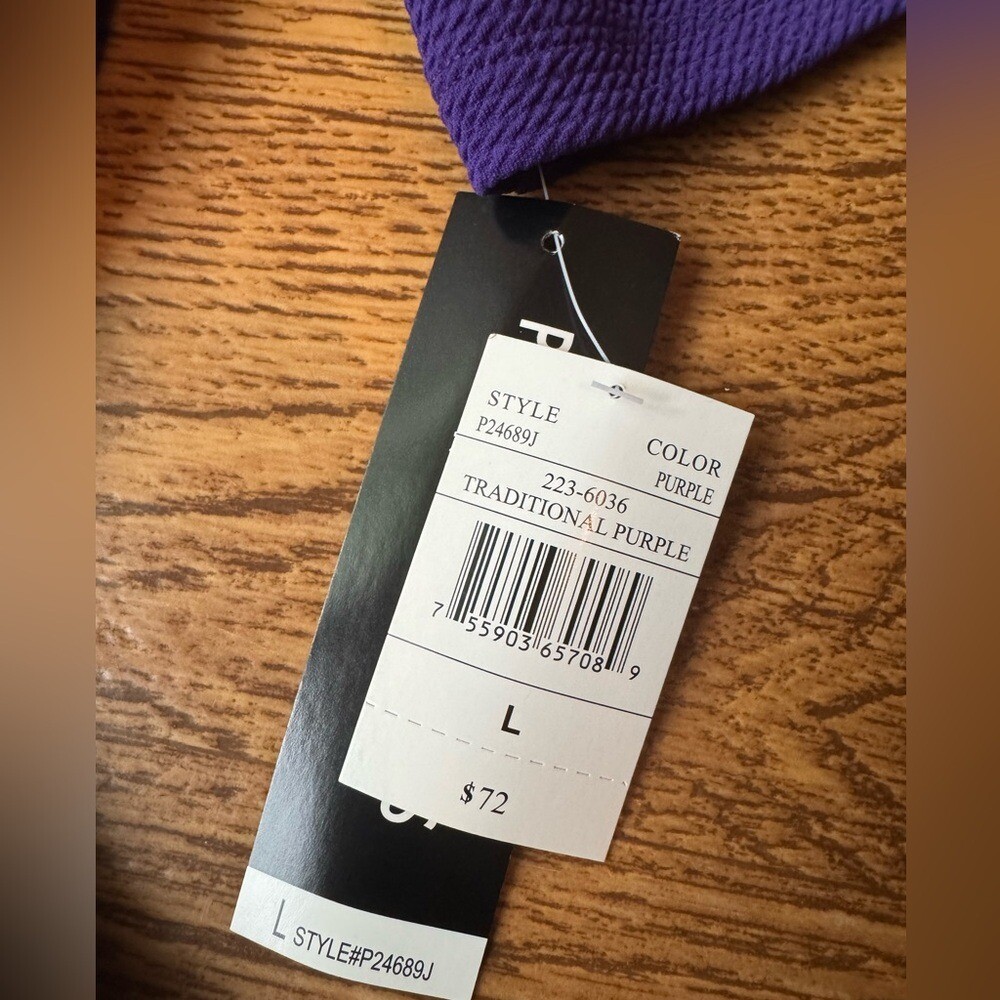 STYLE
P24689J
COLOR
PURPLE
223-6036
TRADITIONAL PURPLE
7 55903 65708 9
L
$72
L STYLE#P24689J